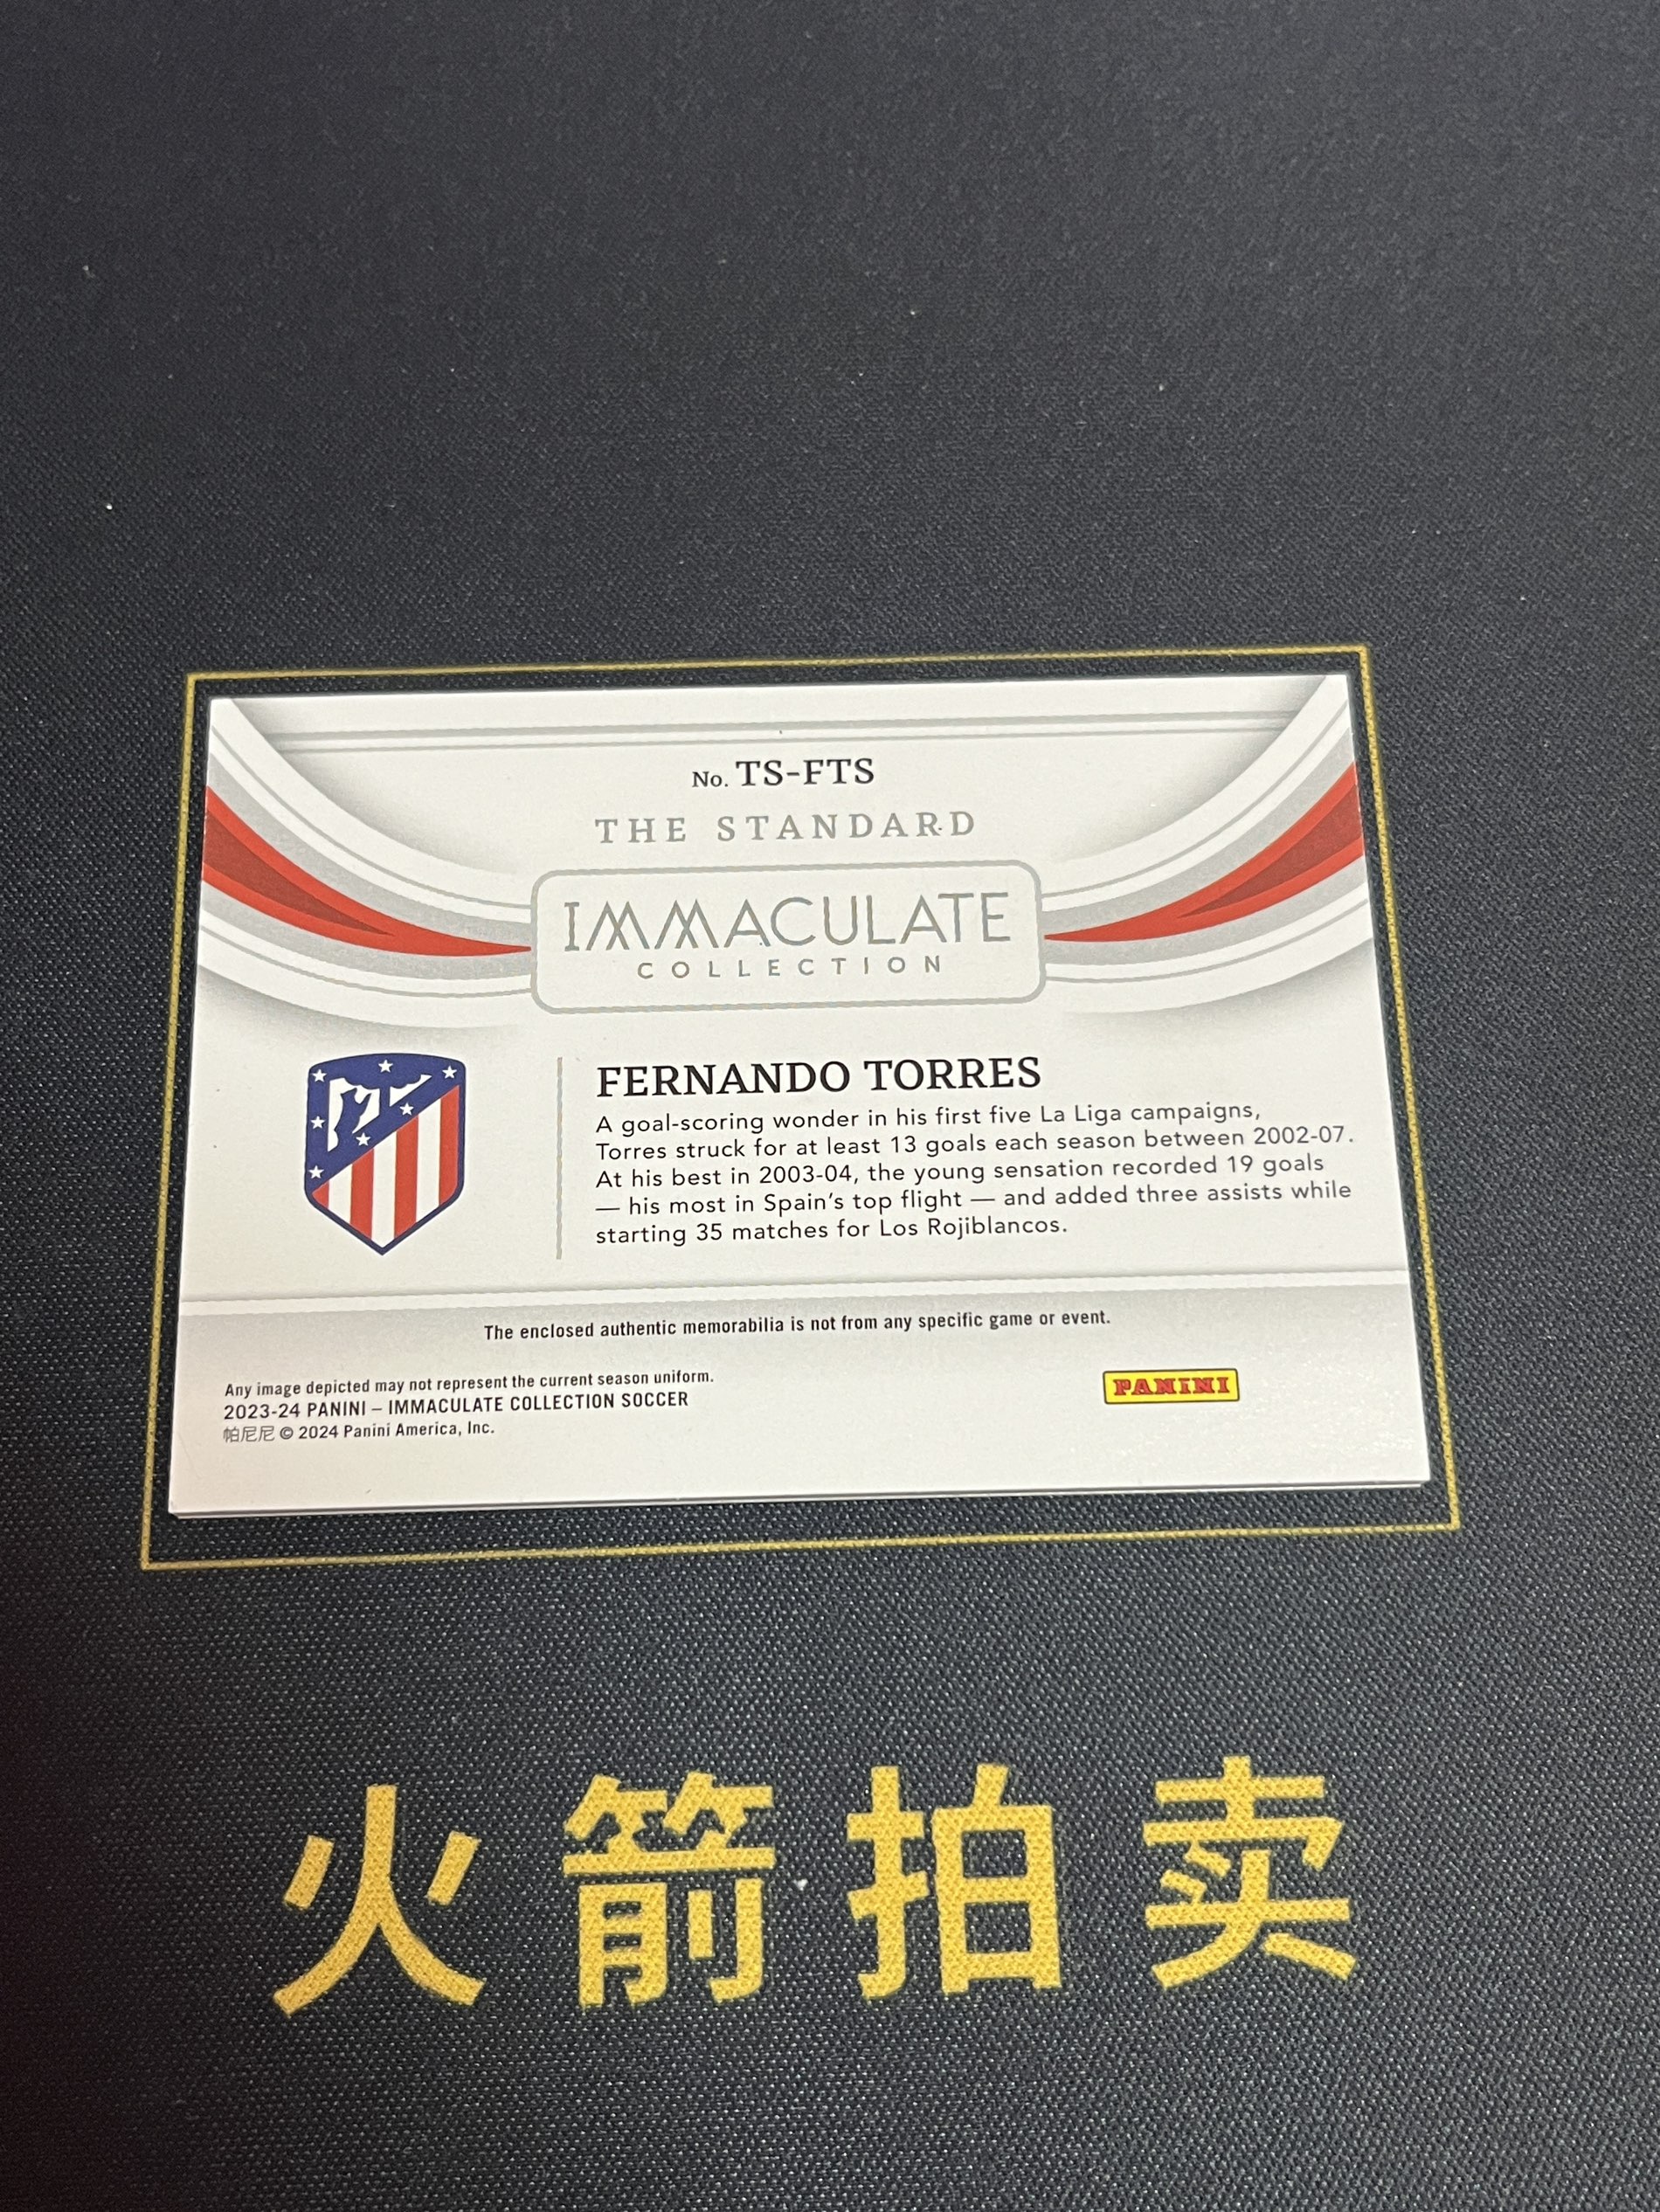 No. TS-FTS
THE STANDARD
IMMACULATE
COLLECTION
FERNANDO TORRES
A goal-scoring wonder in his first five La Liga campaigns,
Torres struck for at least 13 goals each season between 2002-07.
At his best in 2003-04, the young sensation recorded 19 goals
— his most in Spain's top flight — and added three assists while
starting 35 matches for Los Rojiblancos.
The enclosed authentic memorabilia is not from any specific game or event.
Any image depicted may not represent the current season uniform.
2023-24 PANINI – IMMACULATE COLLECTION SOCCER
帕尼尼 © 2024 Panini America, Inc.
PANINI
火箭拍卖